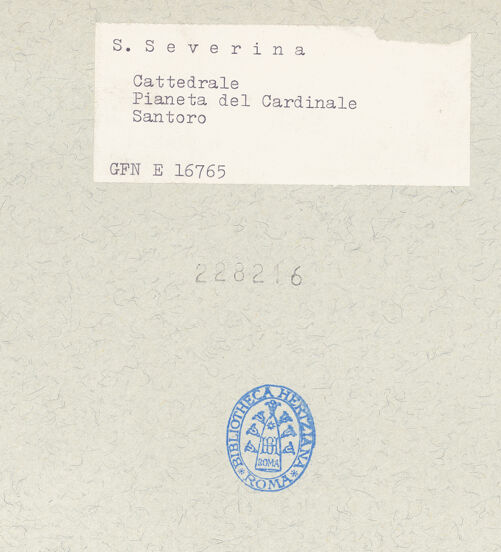 S. Severina
Cattedrale
Pianeta del Cardinale
Santoro
GFN E 16765
228216
BIBLIOTHECA HERTZIANA
ROMA
ROMA